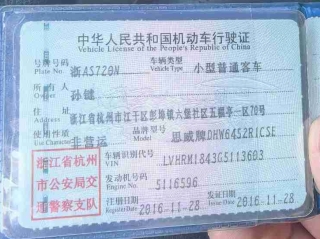 中华人民共和国机动车行驶证
Vehicle License of the People's Republic of China
号牌号码 浙AS720N 车辆类型 小型普通客车
Plate No. Vehicle Type
所有人 孙键
Owner
住址 浙江省杭州市江干区彭埠镇六堡社区五福亭一区70号
Address
使用性质 非营运 品牌型号 思威牌DHW6452R1CSE
Use Character Model
浙江省杭州 车辆识别代号 LVHRM1843G5113603
VIN
市公安局交 发动机号码 5116596
Engine No.
通警察支队 注册日期 2016-11-28 发证日期 2016-11-28
Register Date Issue Date